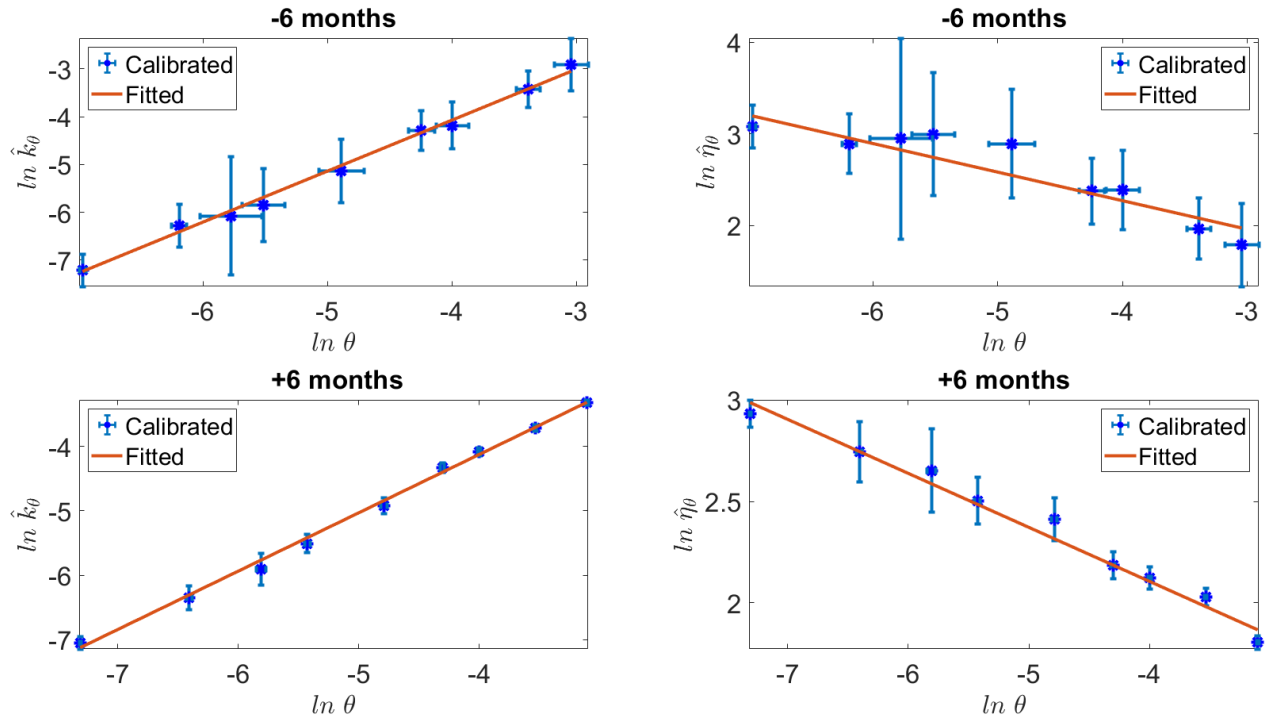 -6 months
-3
-4
-5
-6
-7
ln k̂θ
Calibrated
Fitted
-6 -5 -4 -3
ln θ
-6 months
4
3
2
ln η̂θ
Calibrated
Fitted
-6 -5 -4 -3
ln θ
+6 months
-4
-5
-6
-7
ln k̂θ
Calibrated
Fitted
-7 -6 -5 -4
ln θ
+6 months
3
2.5
2
ln η̂θ
Calibrated
Fitted
-7 -6 -5 -4
ln θ